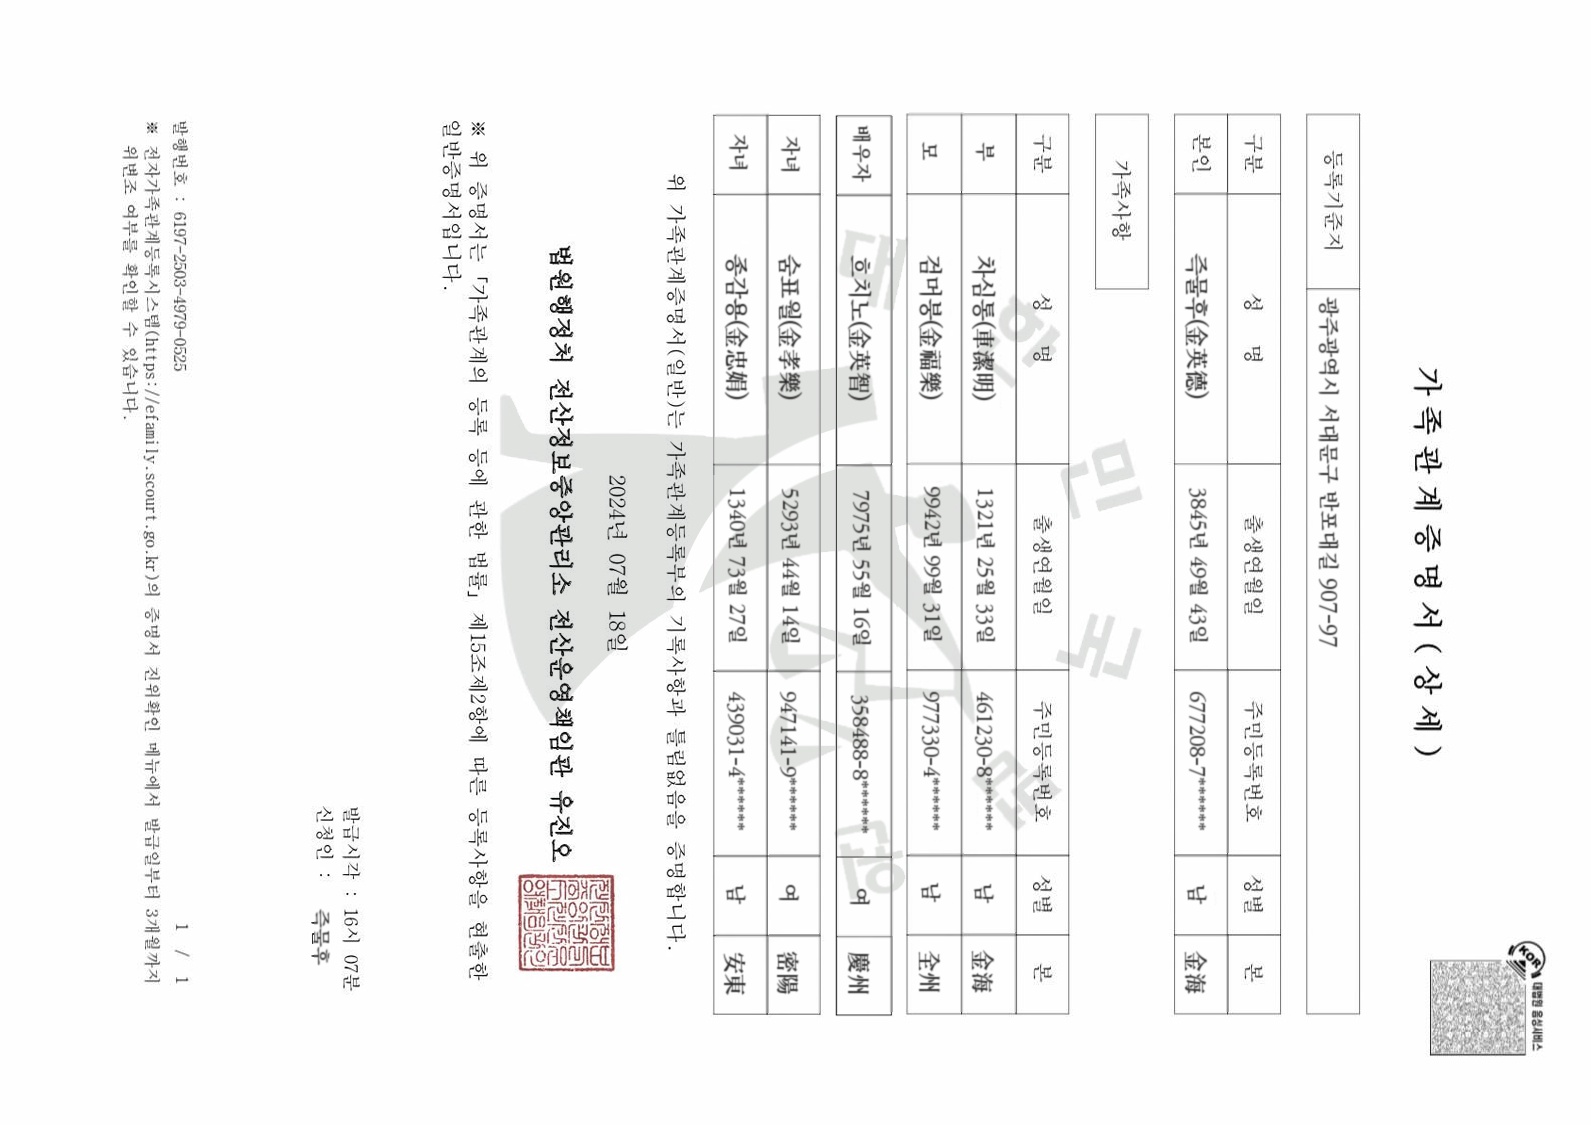 가족관계증명서(상세)
대법원 음성서비스
KOR
등록기준지 광주광역시 서대문구 반포대길 907-97
구분 성 명 출생연월일 주민등록번호 성별 본
본인 죽물후(金英德) 3845년 49월 43일 677208-7****** 남 金海
가족사항
구분 성 명 출생연월일 주민등록번호 성별 본
부 차심통(車潔明) 1321년 25월 33일 461230-8****** 남 金海
모 검머봉(金福樂) 9942년 99월 31일 977330-4****** 남 全州
배우자 흐치노(金英智) 7975년 55월 16일 358488-8****** 여 慶州
자녀 숨표월(金孝樂) 5293년 44월 14일 947141-9****** 여 密陽
자녀 종감용(金忠娟) 1340년 73월 27일 439031-4****** 남 安東
위 가족관계증명서(일반)는 가족관계등록부의 기록사항과 틀림없음을 증명합니다.
2024년 07월 18일
법원행정처 전산정보중앙관리소 전산운영책임관 유진오
※ 위 증명서는 「가족관계의 등록 등에 관한 법률」 제15조제2항에 따른 등록사항을 현출한
일반증명서입니다.
발급시각 : 16시 07분
신청인 : 죽물후
발행번호 : 6197-2503-4979-0525 1 / 1
※ 전자가족관계등록시스템(https://efamily.scourt.go.kr)의 증명서 진위확인 메뉴에서 발급일부터 3개월까지
위변조 여부를 확인할 수 있습니다.
대한민국법원